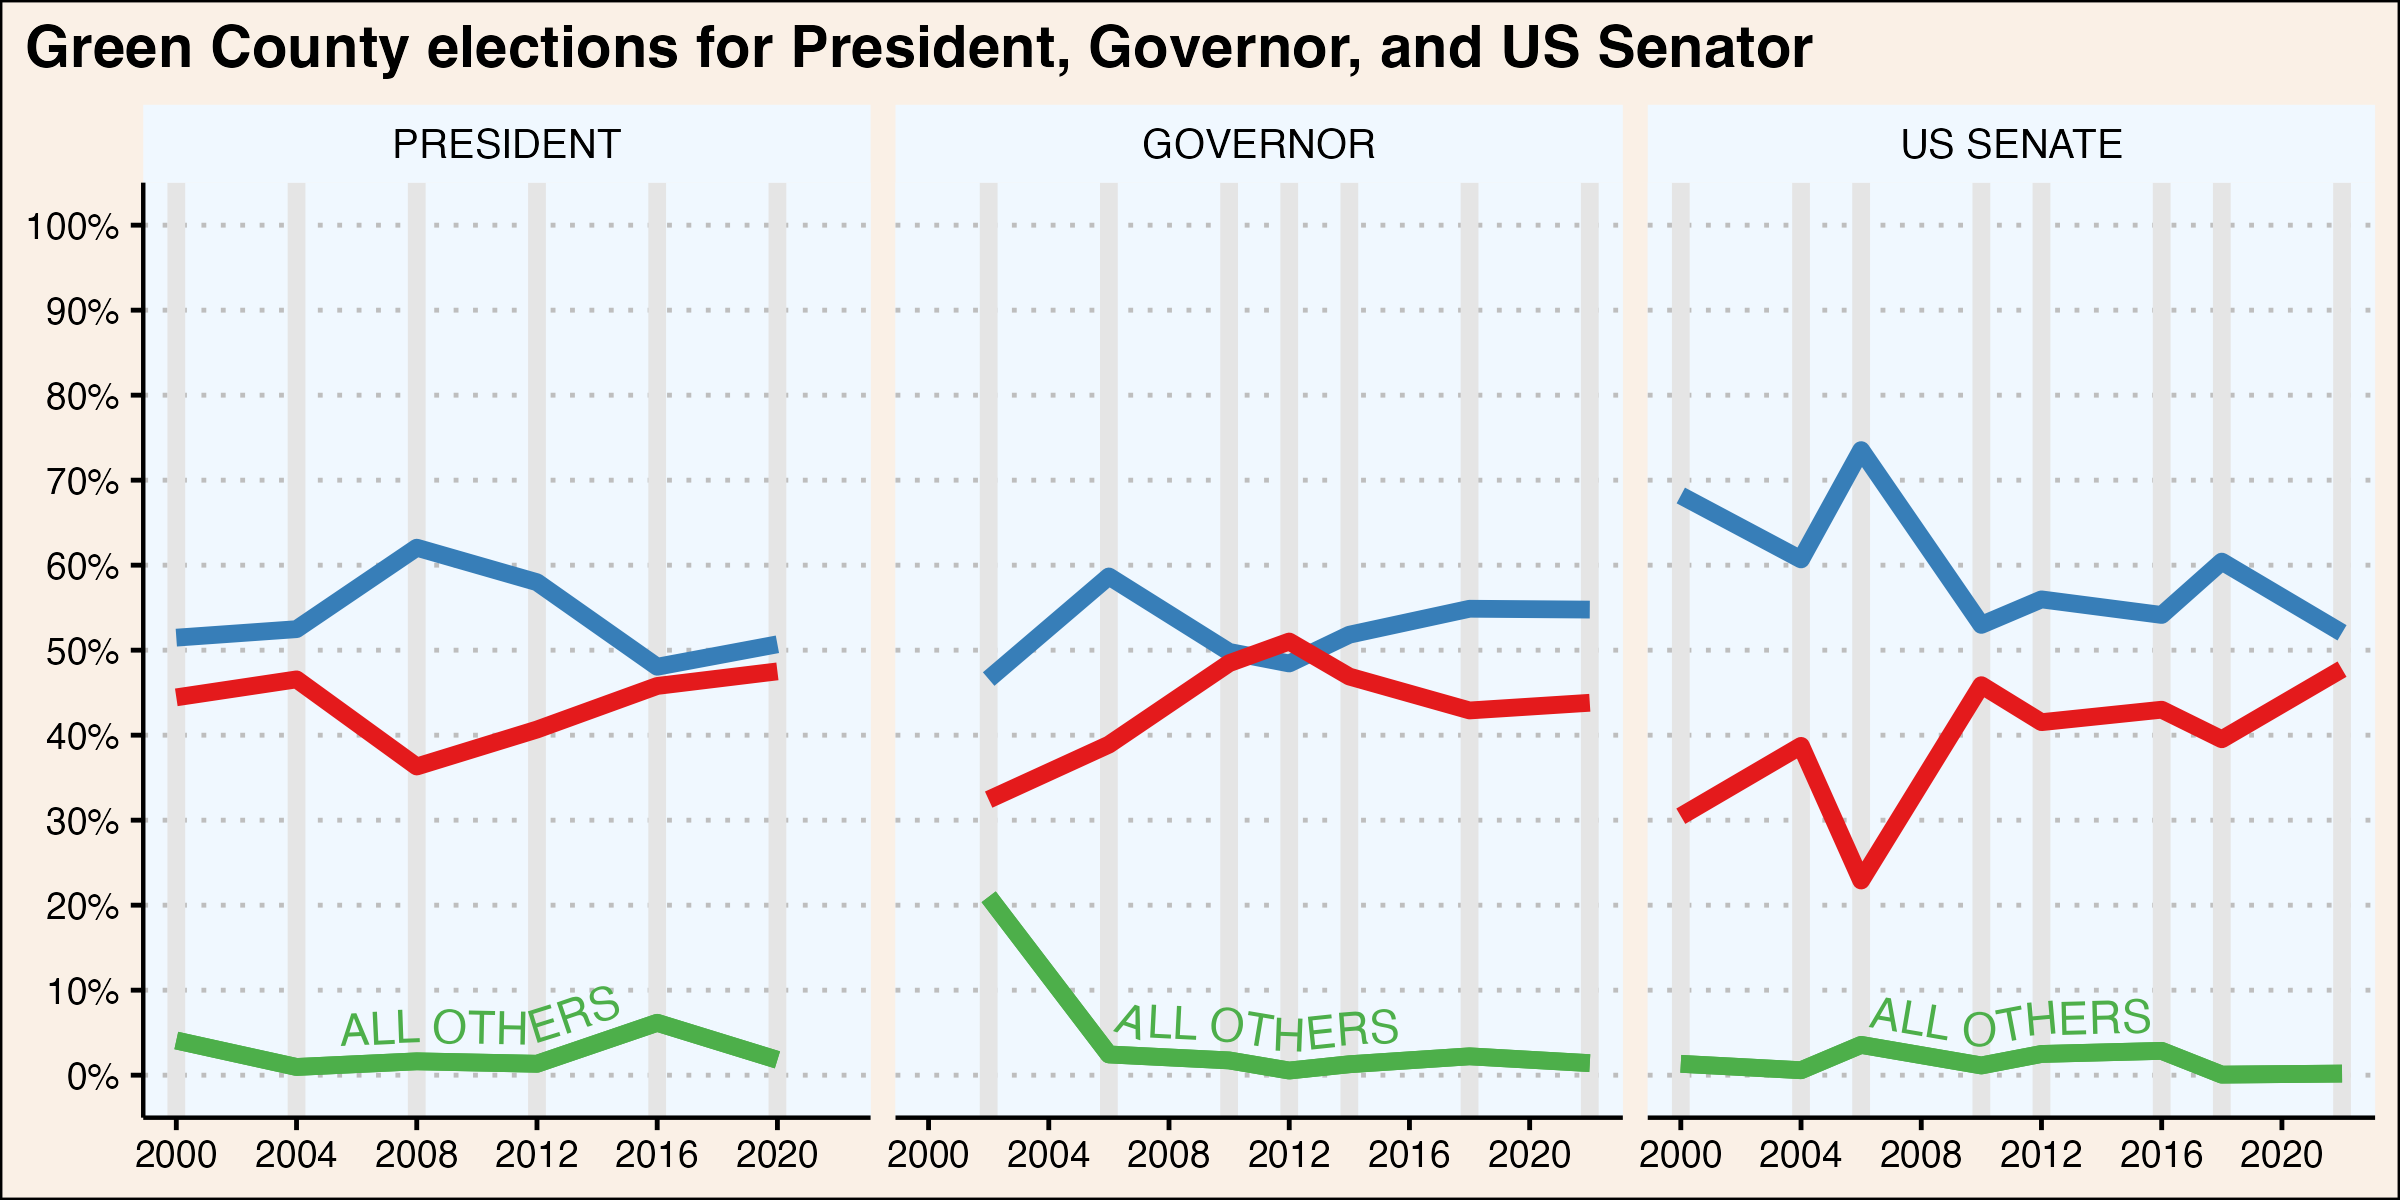 Green County elections for President, Governor, and US Senator
PRESIDENT
GOVERNOR
US SENATE
100%
90%
80%
70%
60%
50%
40%
30%
20%
10%
0%
ALL OTHERS
ALL OTHERS
ALL OTHERS
2000 2004 2008 2012 2016 2020
2000 2004 2008 2012 2016 2020
2000 2004 2008 2012 2016 2020